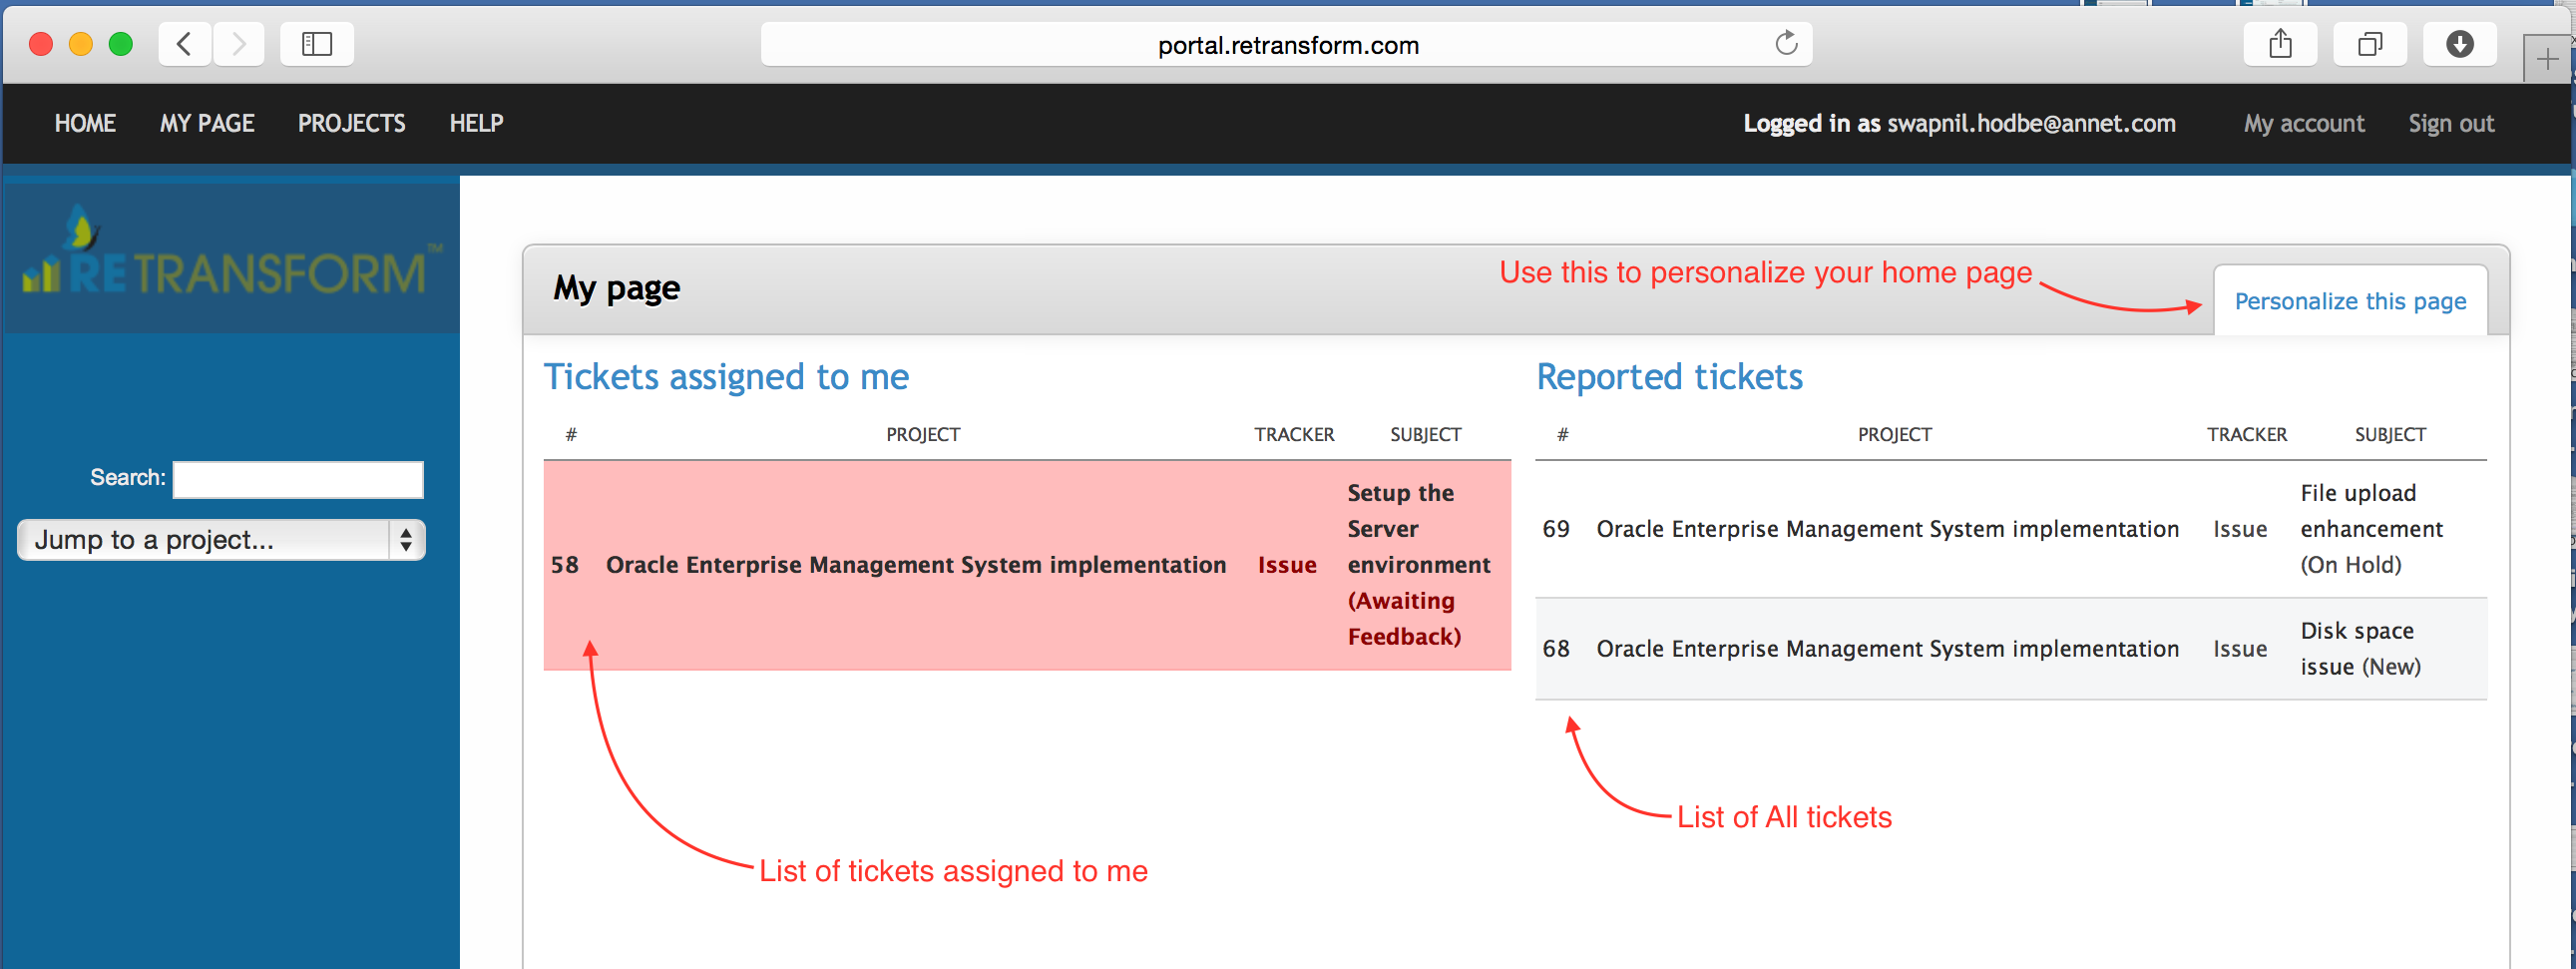 portal.retransform.com
HOME MY PAGE PROJECTS HELP
Logged in as swapnil.hodbe@annet.com My account Sign out
RE TRANSFORM™
Search:
Jump to a project...
My page
Use this to personalize your home page
Personalize this page
Tickets assigned to me
# PROJECT TRACKER SUBJECT
58 Oracle Enterprise Management System implementation Issue Setup the
Server
environment
(Awaiting
Feedback)
List of tickets assigned to me
Reported tickets
# PROJECT TRACKER SUBJECT
69 Oracle Enterprise Management System implementation Issue File upload
enhancement
(On Hold)
68 Oracle Enterprise Management System implementation Issue Disk space
issue (New)
List of All tickets